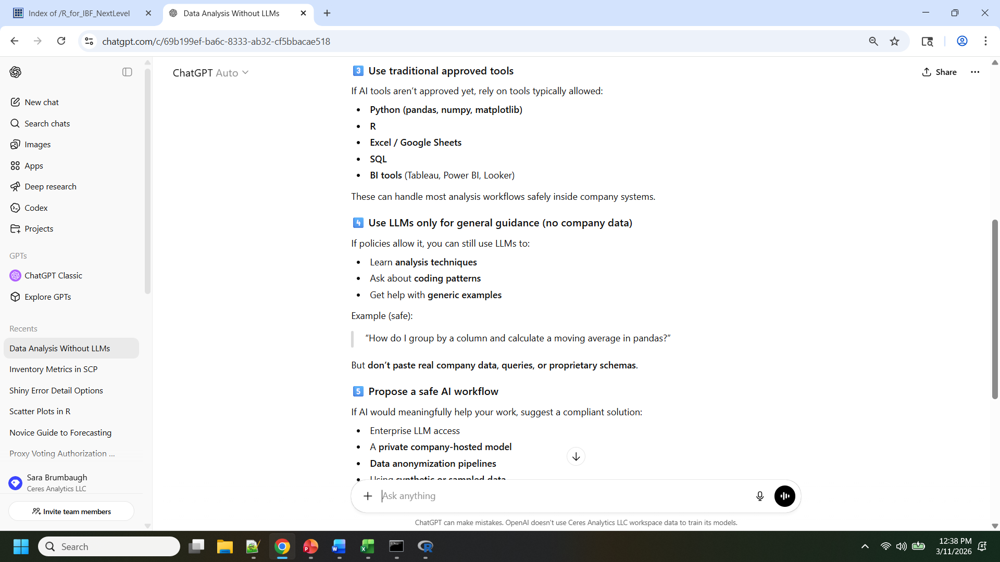 Index of /R_for_IBF_NextLevel
Data Analysis Without LLMs
chatgpt.com/c/69b199ef-ba6c-8333-ab32-cf5bbacae518
New chat
Search chats
Images
Apps
Deep research
Codex
Projects
GPTs
ChatGPT Classic
Explore GPTs
Recents
Data Analysis Without LLMs
Inventory Metrics in SCP
Shiny Error Detail Options
Scatter Plots in R
Novice Guide to Forecasting
Proxy Voting Authorization ...
Sara Brumbaugh
Ceres Analytics LLC
Invite team members
ChatGPT Auto
Share
3 Use traditional approved tools
If AI tools aren’t approved yet, rely on tools typically allowed:
• Python (pandas, numpy, matplotlib)
• R
• Excel / Google Sheets
• SQL
• BI tools (Tableau, Power BI, Looker)
These can handle most analysis workflows safely inside company systems.
4 Use LLMs only for general guidance (no company data)
If policies allow it, you can still use LLMs to:
• Learn analysis techniques
• Ask about coding patterns
• Get help with generic examples
Example (safe):
“How do I group by a column and calculate a moving average in pandas?”
But don’t paste real company data, queries, or proprietary schemas.
5 Propose a safe AI workflow
If AI would meaningfully help your work, suggest a compliant solution:
• Enterprise LLM access
• A private company-hosted model
• Data anonymization pipelines
• Using synthetic or sampled data
Ask anything
ChatGPT can make mistakes. OpenAI doesn't use Ceres Analytics LLC workspace data to train its models.
Search
12:38 PM
3/11/2026